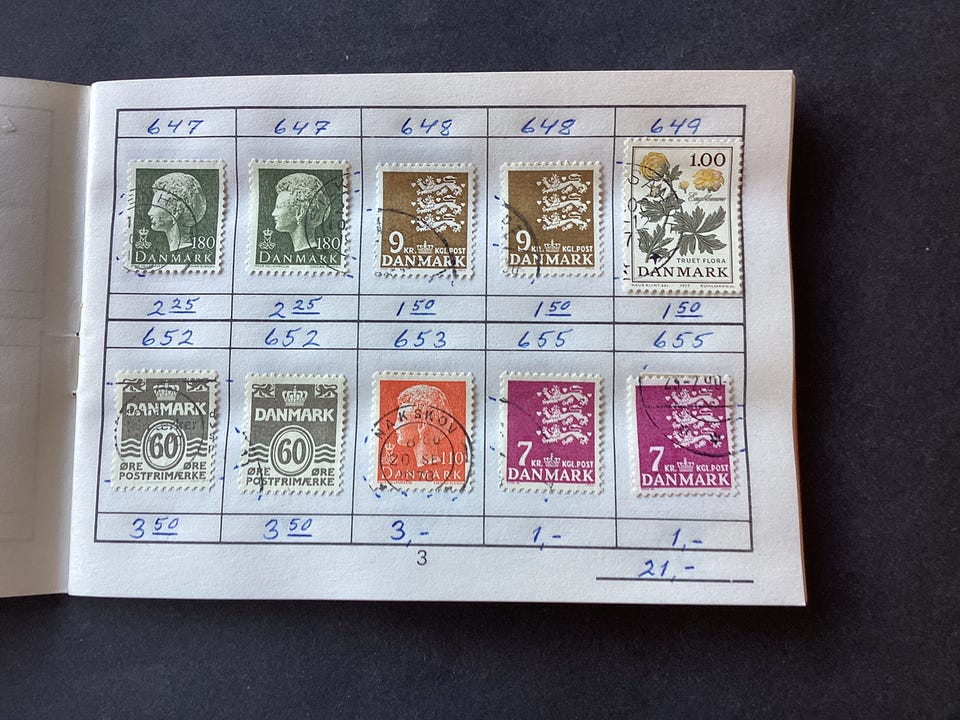 647 647 648 648 649
180
DANMARK
180
DANMARK
9 KR. KGL.POST
DANMARK
9 KR. KGL.POST
DANMARK
1.00
TRUET FLORA
DANMARK
2 25 2 25 1 50 1 50 1 50
652 652 653 655 655
DANMARK
60
ØRE ØRE
POSTFRIMÆRKE
DANMARK
60
ØRE ØRE
POSTFRIMÆRKE
NAKSKOV
110
DANMARK
7 KR. KGL.POST
DANMARK
7 KR. KGL.POST
DANMARK
3 50 3 50 3,- 1,- 1,-
3
21,-